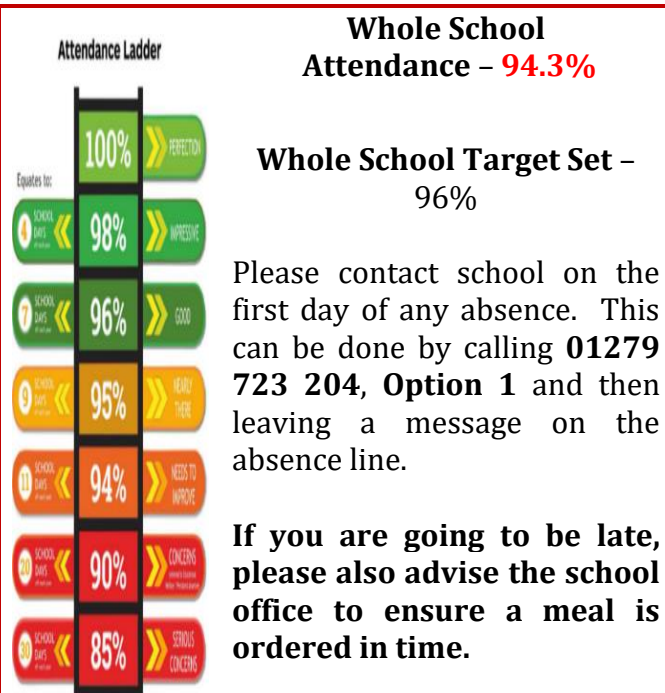 Attendance Ladder
Equates to:
100% PERFECTION
4 SCHOOL DAYS 98% IMPRESSIVE
7 SCHOOL DAYS 96% GOOD
9 SCHOOL DAYS 95% NEARLY THERE
11 SCHOOL DAYS 94% NEEDS TO IMPROVE
20 SCHOOL DAYS 90% CONCERNS
30 SCHOOL DAYS 85% SERIOUS CONCERNS
Whole School
Attendance – 94.3%
Whole School Target Set –
96%
Please contact school on the
first day of any absence. This
can be done by calling 01279
723 204, Option 1 and then
leaving a message on the
absence line.
If you are going to be late,
please also advise the school
office to ensure a meal is
ordered in time.